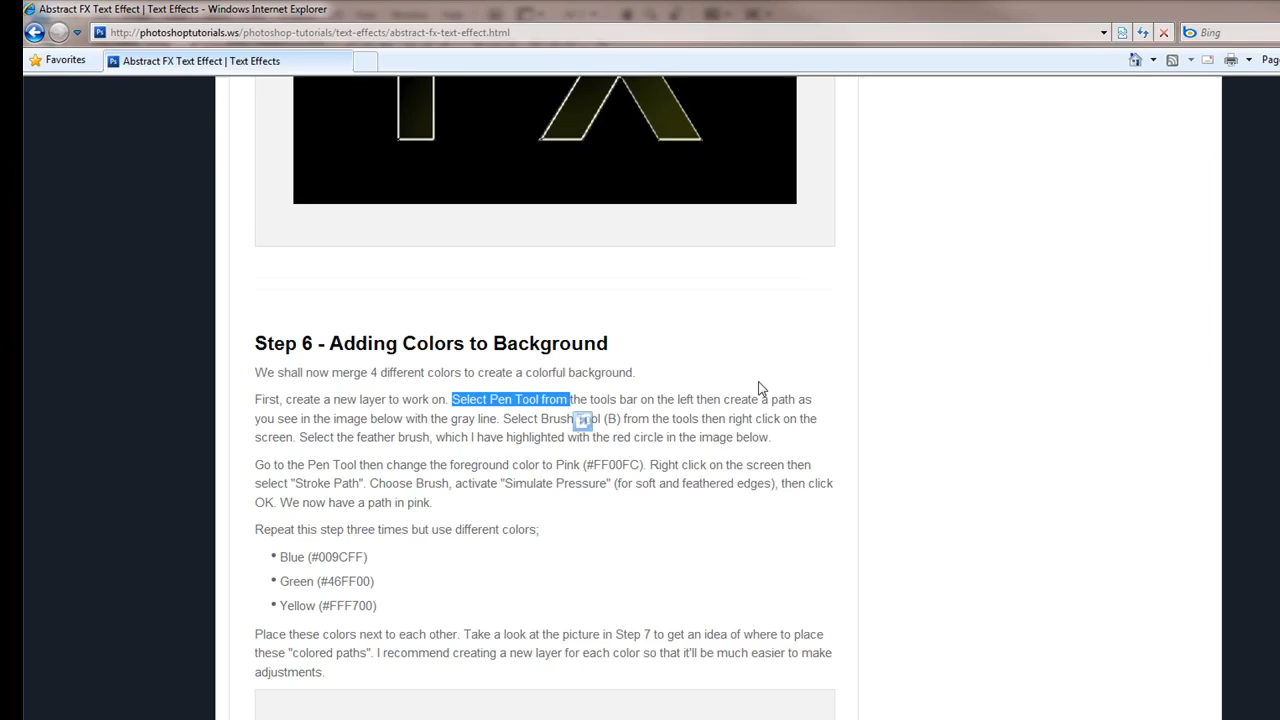 Abstract FX Text Effect | Text Effects - Windows Internet Explorer
http://photoshoptutorials.ws/photoshop-tutorials/text-effects/abstract-fx-text-effect.html
Bing
Favorites
Abstract FX Text Effect | Text Effects
Page
FX
Step 6 - Adding Colors to Background
We shall now merge 4 different colors to create a colorful background.
First, create a new layer to work on. Select Pen Tool from the tools bar on the left then create a path as
you see in the image below with the gray line. Select Brush Tool (B) from the tools then right click on the
screen. Select the feather brush, which I have highlighted with the red circle in the image below.
Go to the Pen Tool then change the foreground color to Pink (#FF00FC). Right click on the screen then
select "Stroke Path". Choose Brush, activate "Simulate Pressure" (for soft and feathered edges), then click
OK. We now have a path in pink.
Repeat this step three times but use different colors;
• Blue (#009CFF)
• Green (#46FF00)
• Yellow (#FFF700)
Place these colors next to each other. Take a look at the picture in Step 7 to get an idea of where to place
these "colored paths". I recommend creating a new layer for each color so that it'll be much easier to make
adjustments.